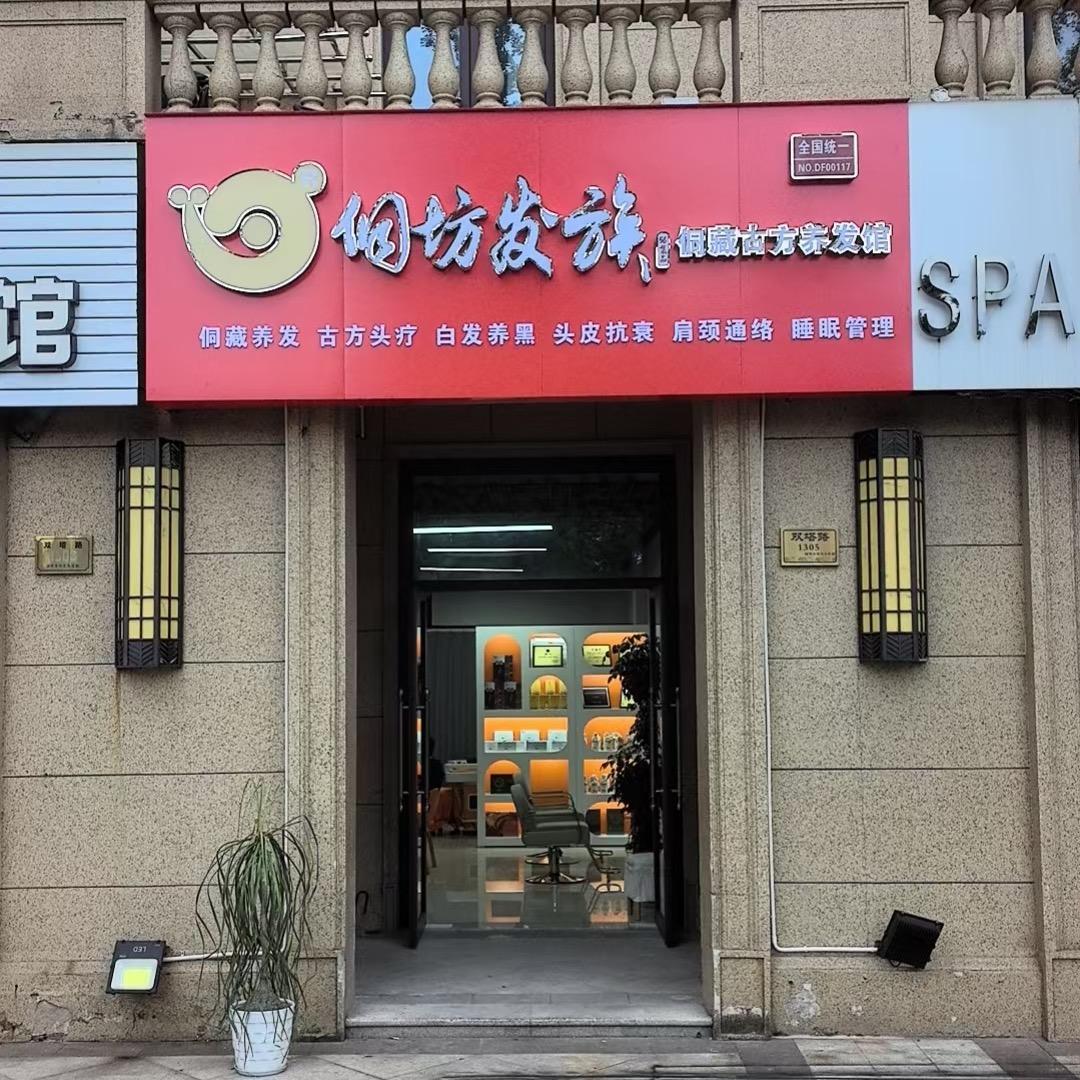 全国统一
NO.DF00117
侗坊发族
侗藏古方养发馆
侗藏养发 古方头疗 白发养黑 头皮抗衰 肩颈通络 睡眠管理
馆
SPA
双塔路
双塔路
1305
LED